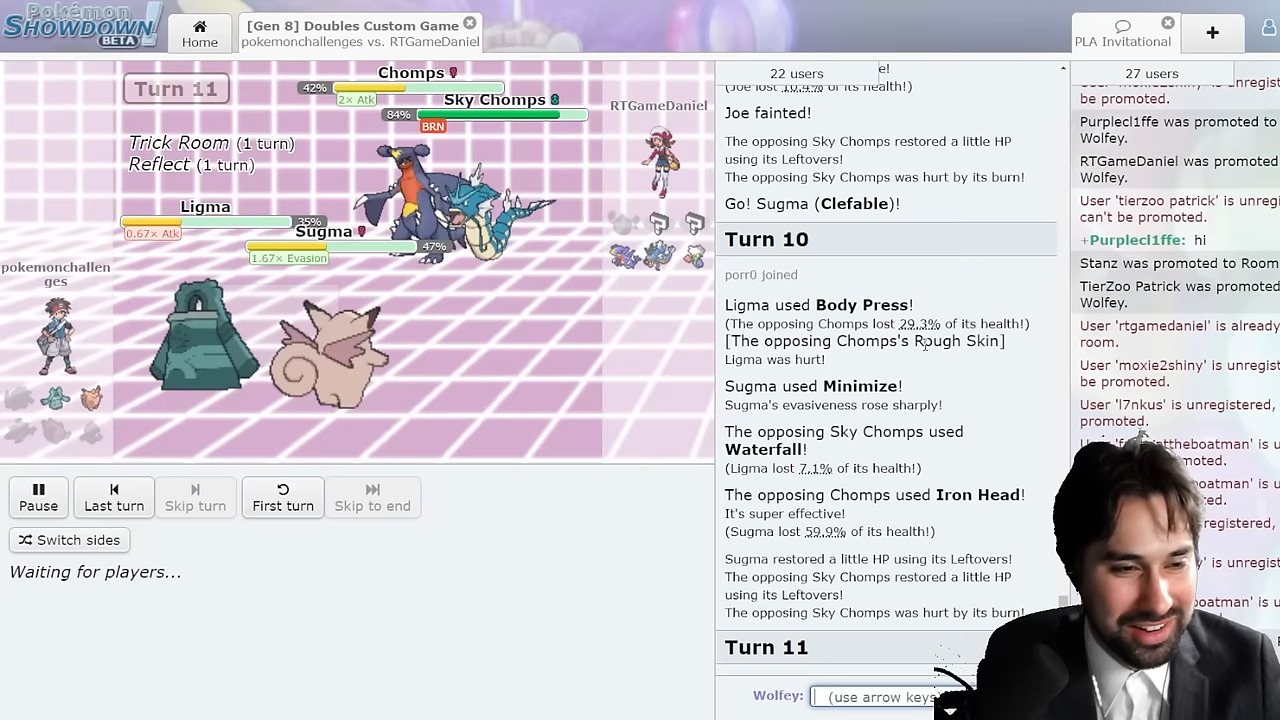 Pokémon
SHOWDOWN!
BETA
Home
[Gen 8] Doubles Custom Game
pokemonchallenges vs. RTGameDaniel
PLA Invitational
Turn 11
Trick Room (1 turn)
Reflect (1 turn)
Chomps
42%
2× Atk
Sky Chomps
84%
BRN
RTGameDaniel
Ligma
35%
0.67× Atk
Sugma
47%
1.67× Evasion
pokemonchallen
ges
Pause
Last turn
Skip turn
First turn
Skip to end
Switch sides
Waiting for players...
22 users
Joe fainted!
The opposing Sky Chomps restored a little HP
using its Leftovers!
The opposing Sky Chomps was hurt by its burn!
Go! Sugma (Clefable)!
Turn 10
porr0 joined
Ligma used Body Press!
(The opposing Chomps lost 29.3% of its health!)
[The opposing Chomps's Rough Skin]
Ligma was hurt!
Sugma used Minimize!
Sugma's evasiveness rose sharply!
The opposing Sky Chomps used
Waterfall!
(Ligma lost 7.1% of its health!)
The opposing Chomps used Iron Head!
It's super effective!
(Sugma lost 59.9% of its health!)
Sugma restored a little HP using its Leftovers!
The opposing Sky Chomps restored a little HP
using its Leftovers!
The opposing Sky Chomps was hurt by its burn!
Turn 11
Wolfey:
(use arrow keys
27 users
be promoted.
Purplecl1ffe was promoted to
Wolfey.
RTGameDaniel was promoted
Wolfey.
User 'tierzoo patrick' is unregi
can't be promoted.
+Purplecl1ffe: hi
Stanz was promoted to Room
TierZoo Patrick was promoted
Wolfey.
User 'rtgamedaniel' is already
room.
User 'moxie2shiny' is unregist
be promoted.
User 'l7nkus' is unregistered,
promoted.